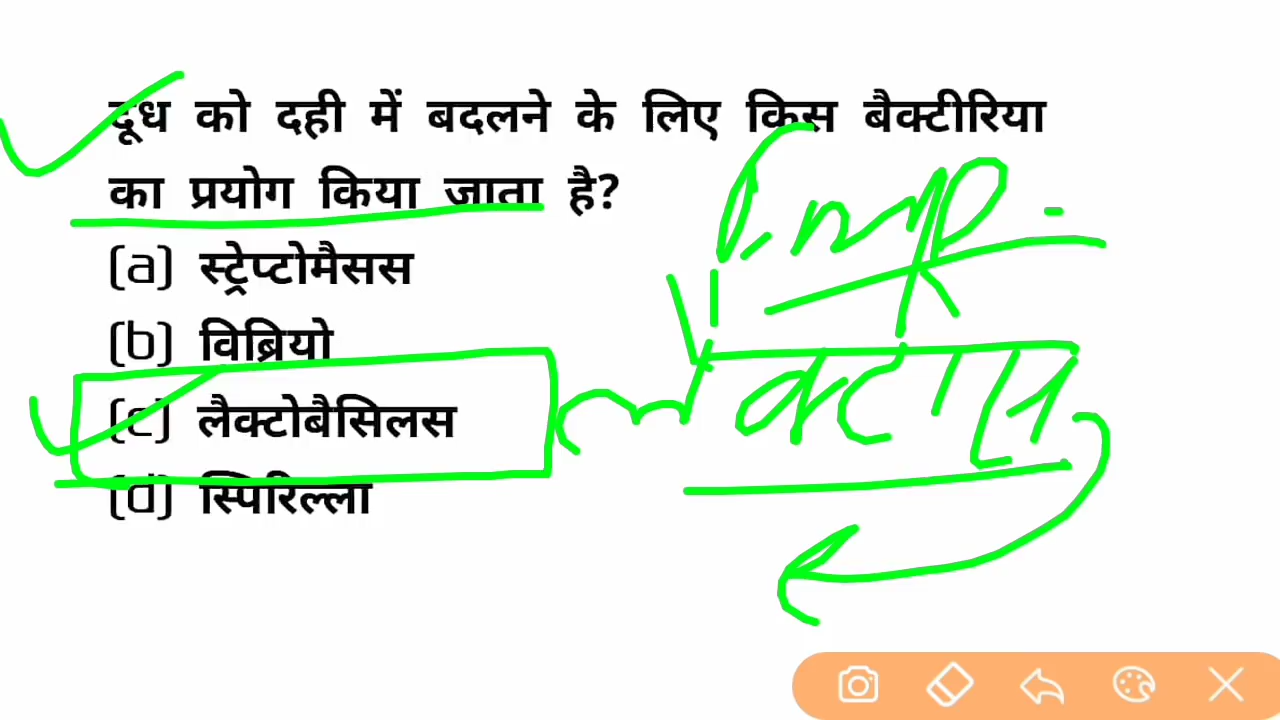 दूध को दही में बदलने के लिए किस बैक्टीरिया
का प्रयोग किया जाता है?
(a) स्ट्रेप्टोमैसस
(b) विब्रियो
(c) लैक्टोबैसिलस
(d) स्पिरिल्ला
Imp.